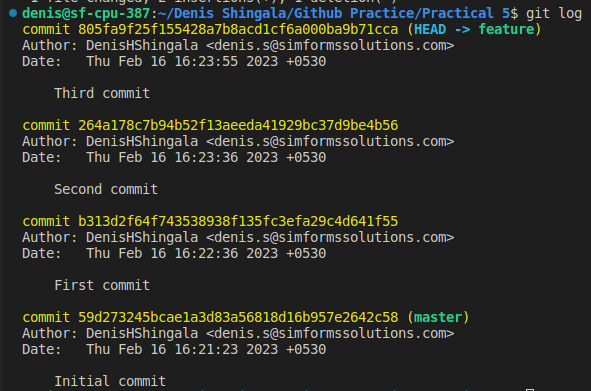 1 file changed, 2 insertions(+), 1 deletion(-)
denis@sf-cpu-387:~/Denis Shingala/Github Practice/Practical 5$ git log
commit 805fa9f25f155428a7b8acd1cf6a000ba9b71cca (HEAD -> feature)
Author: DenisHShingala <denis.s@simformssolutions.com>
Date:   Thu Feb 16 16:23:55 2023 +0530
Third commit
commit 264a178c7b94b52f13aeeda41929bc37d9be4b56
Author: DenisHShingala <denis.s@simformssolutions.com>
Date:   Thu Feb 16 16:23:36 2023 +0530
Second commit
commit b313d2f64f743538938f135fc3efa29c4d641f55
Author: DenisHShingala <denis.s@simformssolutions.com>
Date:   Thu Feb 16 16:22:36 2023 +0530
First commit
commit 59d273245bcae1a3d83a56818d16b957e2642c58 (master)
Author: DenisHShingala <denis.s@simformssolutions.com>
Date:   Thu Feb 16 16:21:23 2023 +0530
Initial commit